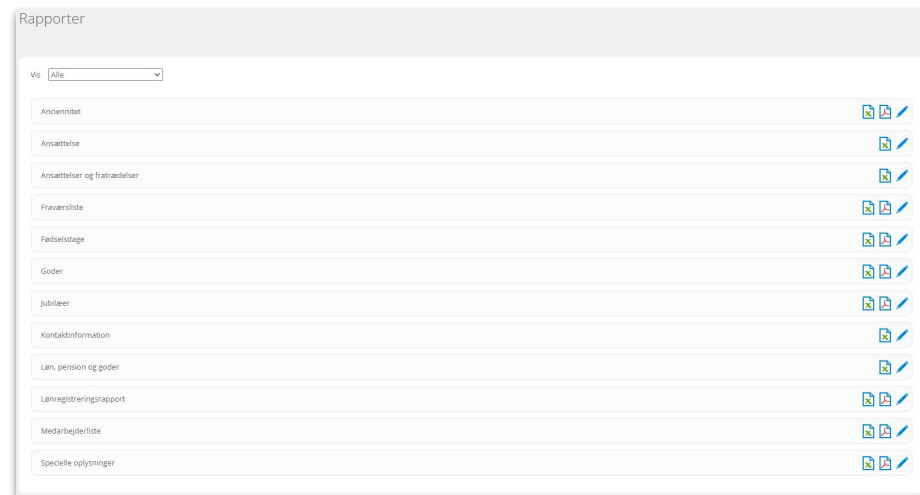 Rapporter
Vis Alle
Anciennitet
Ansættelse
Ansættelser og fratrædelser
Fraværsliste
Fødselsdage
Goder
Jubilæer
Kontaktinformation
Løn, pension og goder
Lønregistreringsrapport
Medarbejderliste
Specielle oplysninger